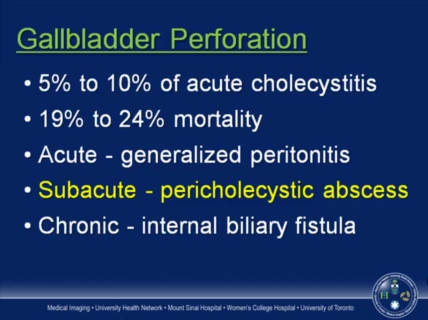 Gallbladder Perforation
• 5% to 10% of acute cholecystitis
• 19% to 24% mortality
• Acute - generalized peritonitis
• Subacute - pericholecystic abscess
• Chronic - internal biliary fistula
Medical Imaging • University Health Network • Mount Sinai Hospital • Women's College Hospital • University of Toronto